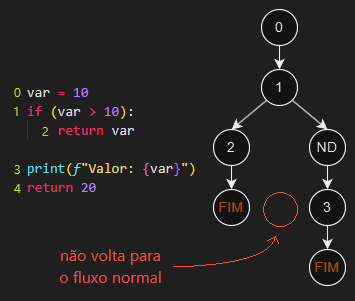 0 var = 10
1 if (var > 10):
2 return var
3 print(f"Valor: {var}")
4 return 20
não volta para
o fluxo normal
0
1
2
ND
FIM
3
FIM